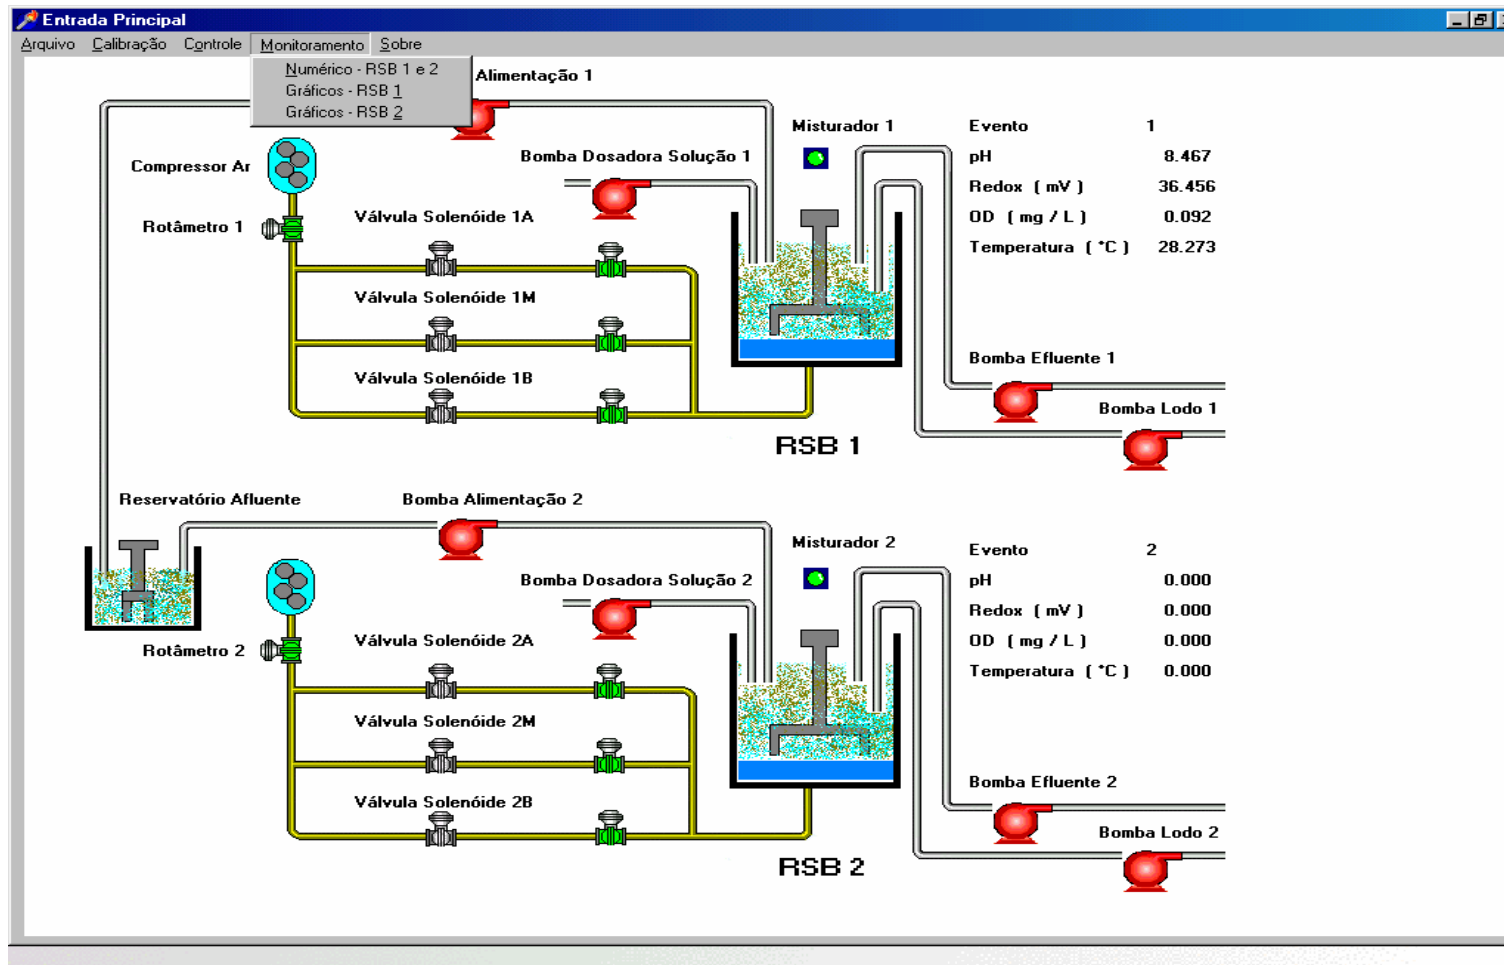 Entrada Principal
Arquivo Calibração Controle Monitoramento Sobre
Numérico - RSB 1 e 2
Gráficos - RSB 1
Gráficos - RSB 2
Alimentação 1
Compressor Ar
Rotâmetro 1
Bomba Dosadora Solução 1
Válvula Solenóide 1A
Válvula Solenóide 1M
Válvula Solenóide 1B
Misturador 1
Evento 1
pH 8.467
Redox ( mV ) 36.456
OD ( mg / L ) 0.092
Temperatura ( °C ) 28.273
Bomba Efluente 1
Bomba Lodo 1
RSB 1
Reservatório Afluente
Bomba Alimentação 2
Rotâmetro 2
Bomba Dosadora Solução 2
Válvula Solenóide 2A
Válvula Solenóide 2M
Válvula Solenóide 2B
Misturador 2
Evento 2
pH 0.000
Redox ( mV ) 0.000
OD ( mg / L ) 0.000
Temperatura ( °C ) 0.000
Bomba Efluente 2
Bomba Lodo 2
RSB 2